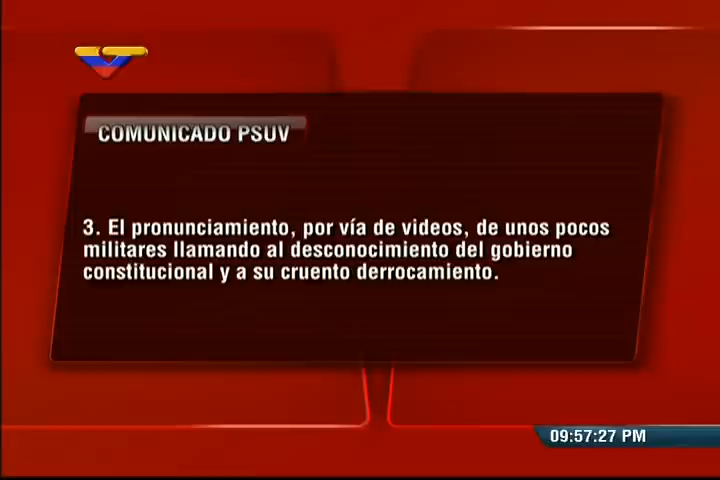 COMUNICADO PSUV
3. El pronunciamiento, por vía de videos, de unos pocos
militares llamando al desconocimiento del gobierno
constitucional y a su cruento derrocamiento.
09:57:27 PM